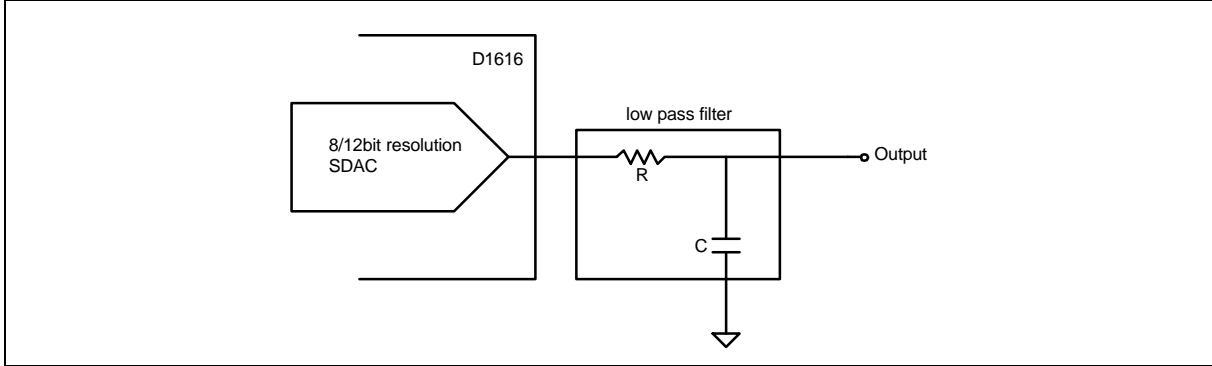 D1616
low pass filter
8/12bit resolution
SDAC
Output
R
C